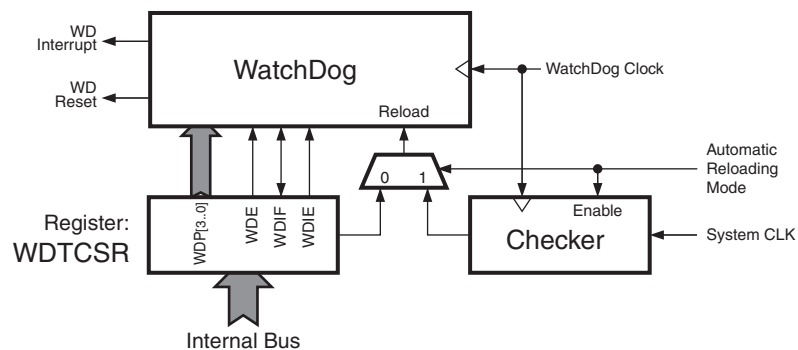 WD
Interrupt
WD
Reset
WatchDog
Reload
WatchDog Clock
Automatic
Reloading
Mode
0 1
Register:
WDTCSR
WDP[3..0]
WDE
WDIF
WDIE
Enable
Checker
System CLK
Internal Bus